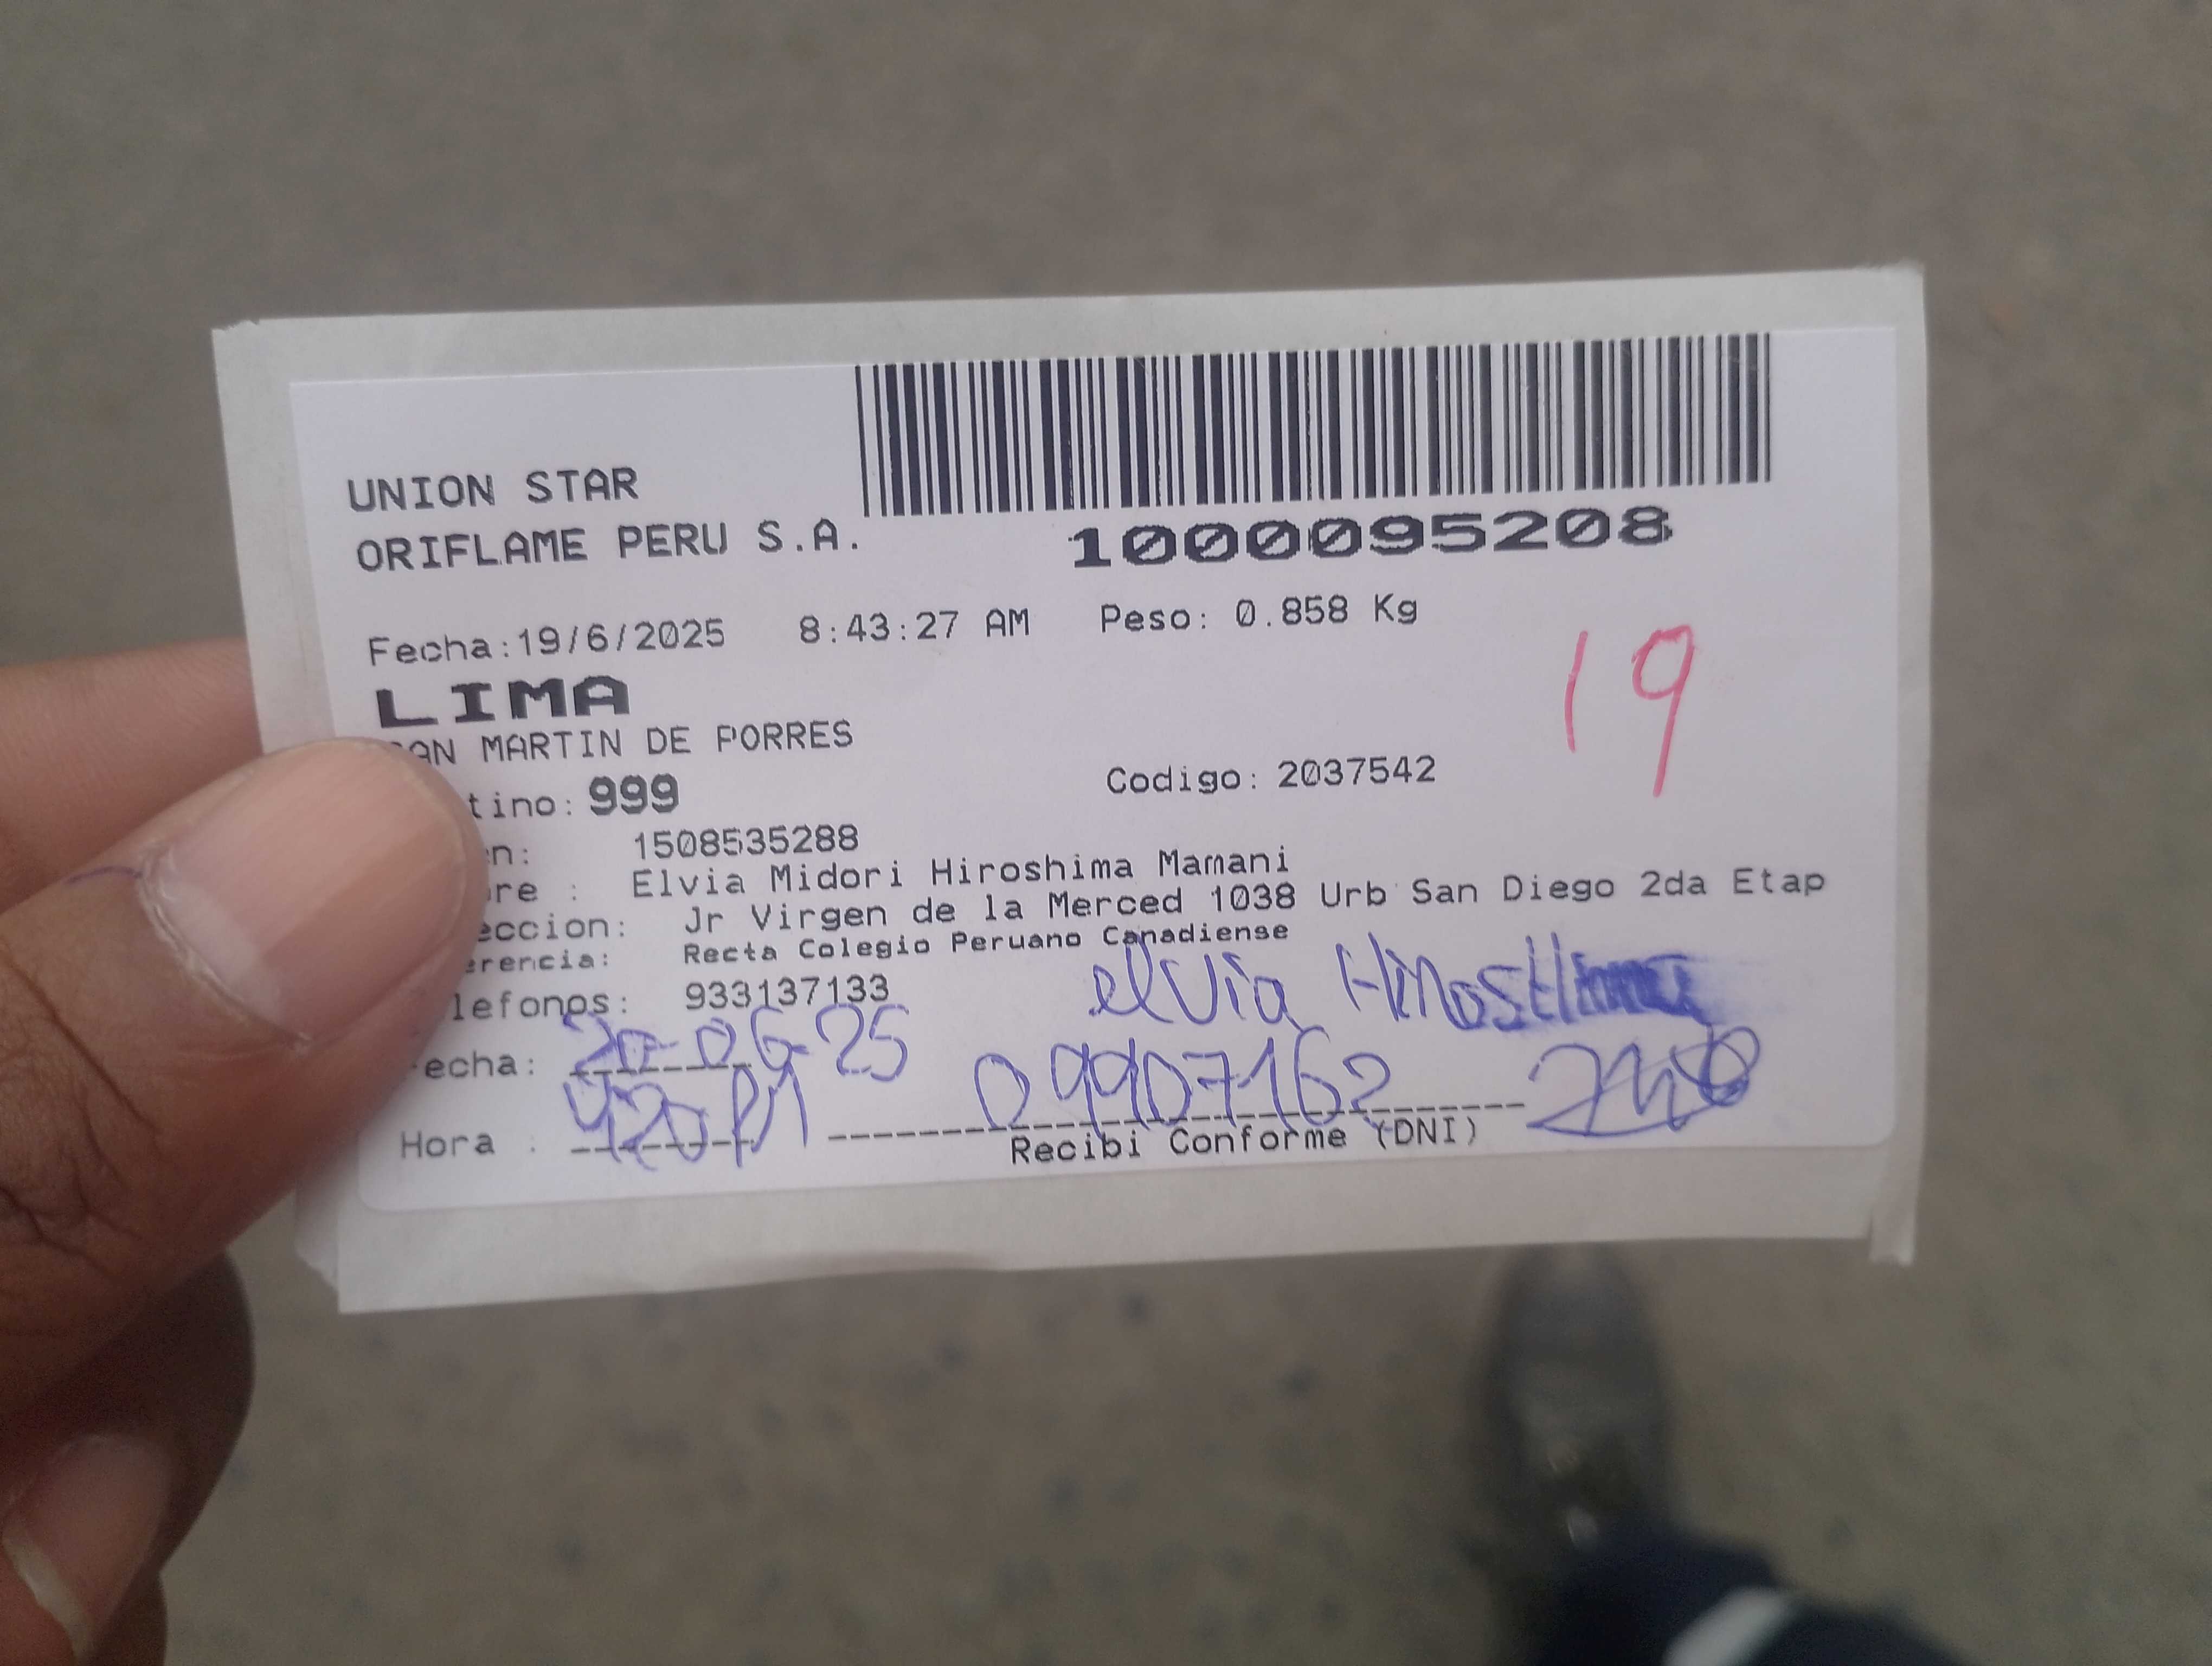 UNION STAR
ORIFLAME PERU S.A.
1000095208
Fecha:19/6/2025 8:43:27 AM Peso: 0.858 Kg
19
LIMA
SAN MARTIN DE PORRES
tino: 999 Codigo: 2037542
n: 1508535288
re : Elvia Midori Hiroshima Mamani
eccion: Jr Virgen de la Merced 1038 Urb San Diego 2da Etap
erencia: Recta Colegio Peruano Canadiense
lefonos: 933137133
elvia Hiroshima
echa: 20-06-25
09907162
Hora : 420 PM
Recibi Conforme (DNI)